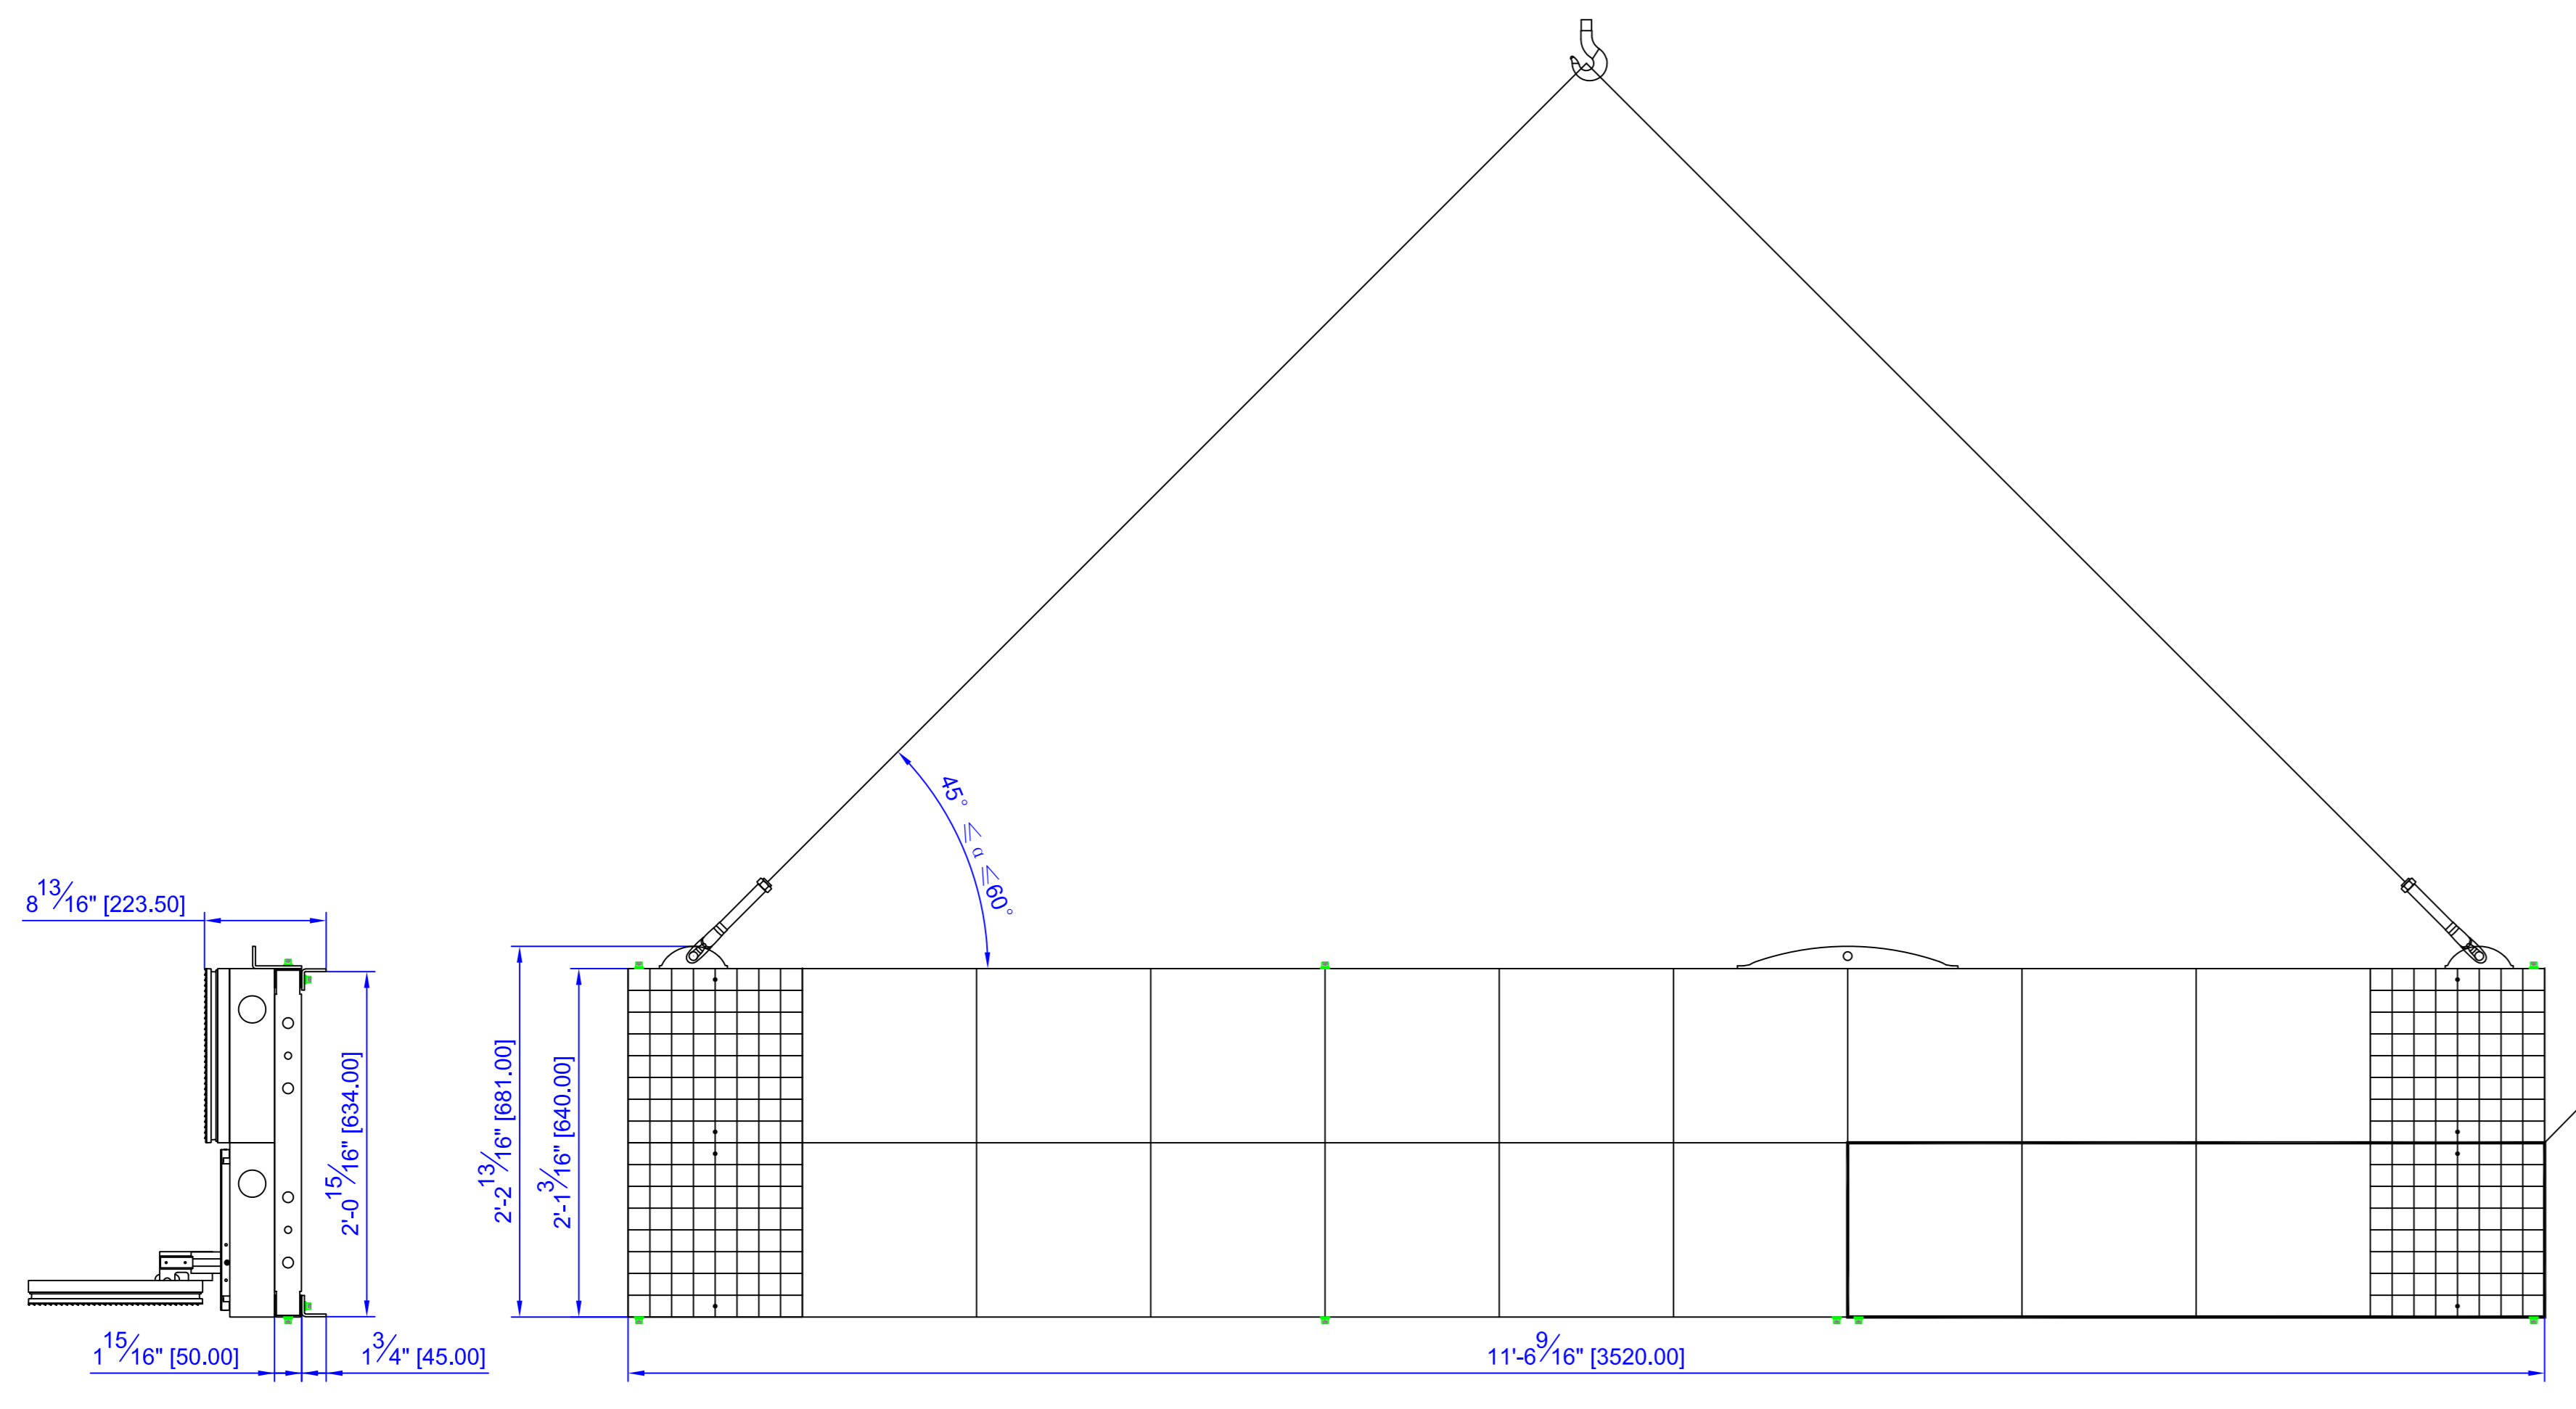 45° ≤ α ≤60°
8 13/16" [223.50]
2'-0 15/16" [634.00]
2'-2 13/16" [681.00]
2'-1 3/16" [640.00]
1 15/16" [50.00]
1 3/4" [45.00]
11'-6 9/16" [3520.00]